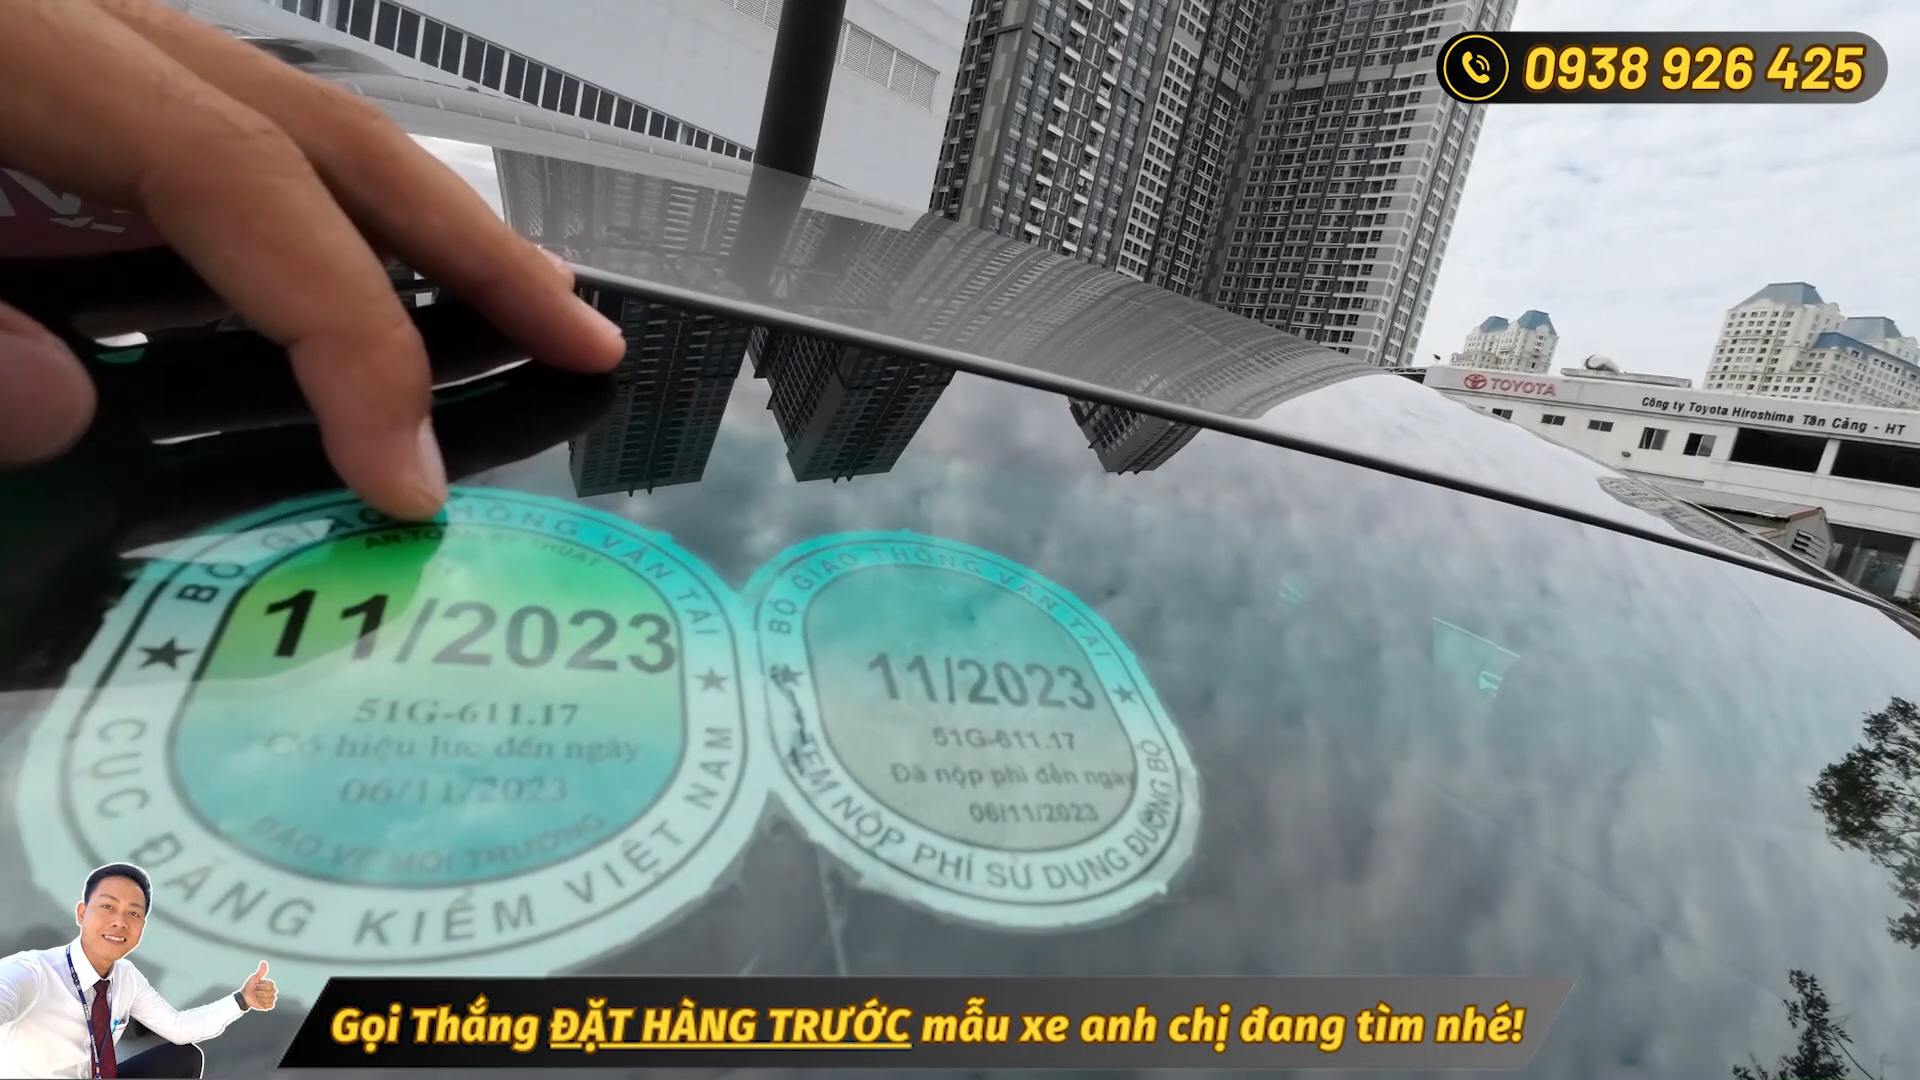 0938 926 425
TOYOTA
Công ty Toyota Hiroshima Tân Cảng - HT
BỘ GIAO THÔNG VẬN TẢI
AN TOÀN KỸ THUẬT
11/2023
51G-611.17
Có hiệu lực đến ngày
06/11/2023
BẢO VỆ MÔI TRƯỜNG
CỤC ĐĂNG KIỂM VIỆT NAM
BỘ GIAO THÔNG VẬN TẢI
11/2023
51G-611.17
Đã nộp phí đến ngày
06/11/2023
TEM NỘP PHÍ SỬ DỤNG ĐƯỜNG BỘ
Gọi Thắng ĐẶT HÀNG TRƯỚC mẫu xe anh chị đang tìm nhé!